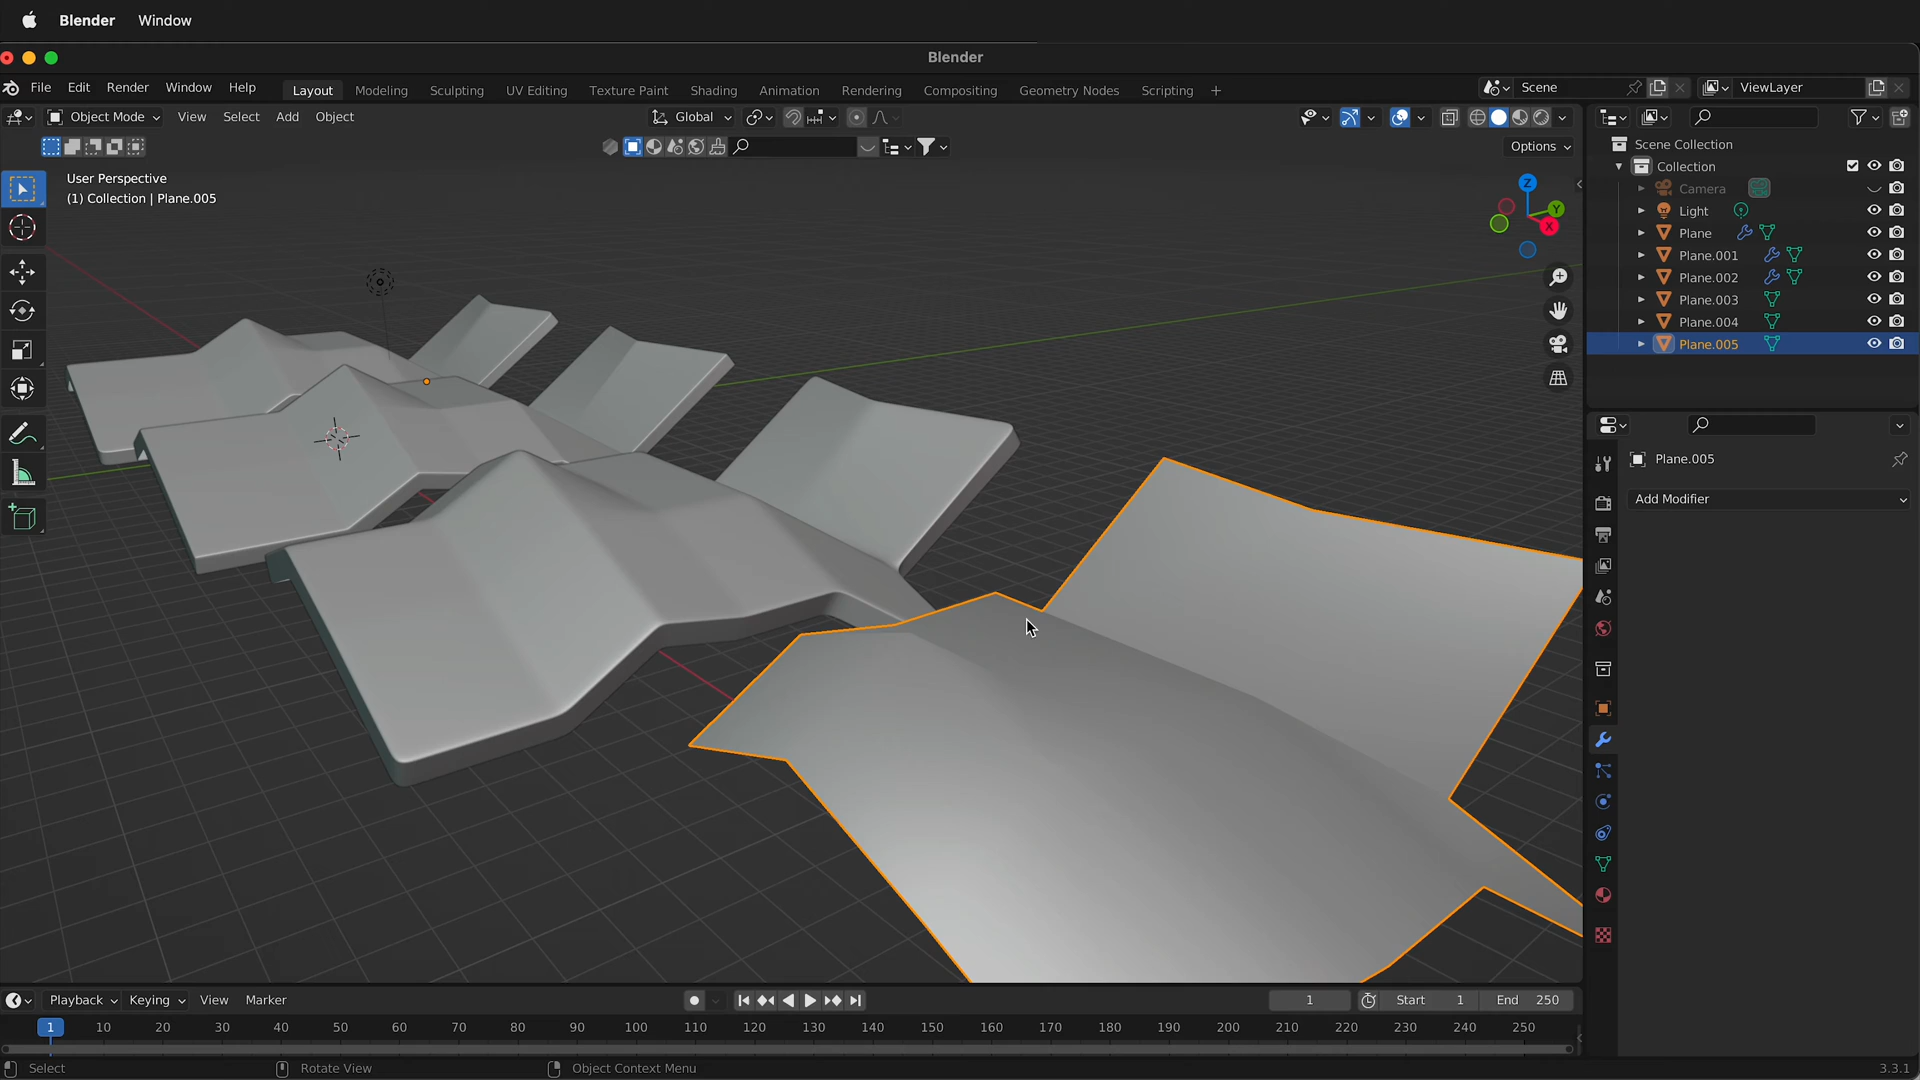 Blender Window
Blender
File Edit Render Window Help Layout Modeling Sculpting UV Editing Texture Paint Shading Animation Rendering Compositing Geometry Nodes Scripting + Scene ViewLayer
Object Mode View Select Add Object Global
Options
User Perspective
(1) Collection | Plane.005
Z
Y
X
Scene Collection
Collection
Camera
Light
Plane
Plane.001
Plane.002
Plane.003
Plane.004
Plane.005
Plane.005
Add Modifier
Playback Keying View Marker 1 Start 1 End 250
1 10 20 30 40 50 60 70 80 90 100 110 120 130 140 150 160 170 180 190 200 210 220 230 240 250
Select Rotate View Object Context Menu 3.3.1